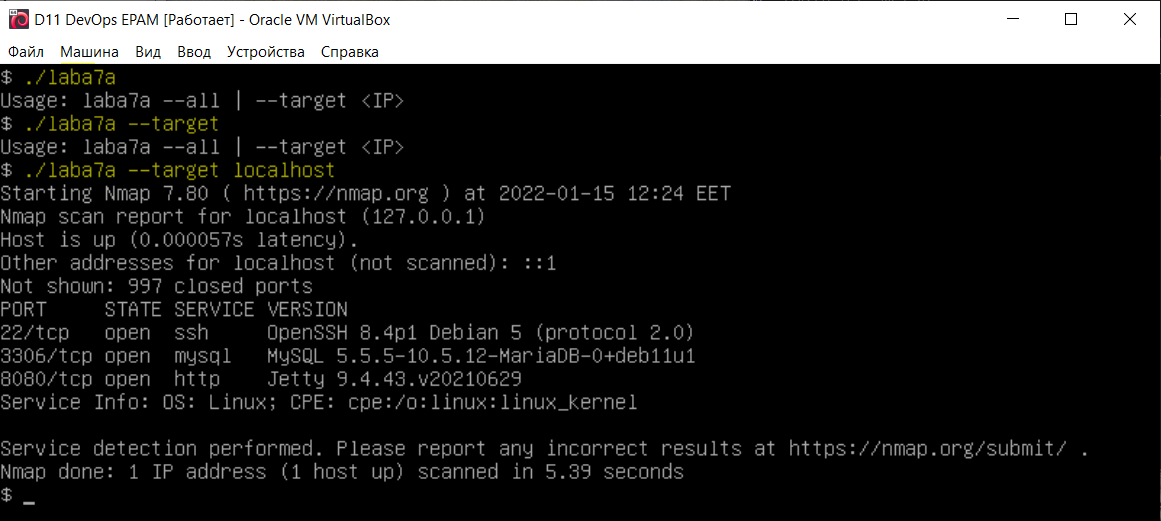 D11 DevOps EPAM [Работает] - Oracle VM VirtualBox
Файл Машина Вид Ввод Устройства Справка
$ ./laba7a
Usage: laba7a --all | --target <IP>
$ ./laba7a --target
Usage: laba7a --all | --target <IP>
$ ./laba7a --target localhost
Starting Nmap 7.80 ( https://nmap.org ) at 2022-01-15 12:24 EET
Nmap scan report for localhost (127.0.0.1)
Host is up (0.000057s latency).
Other addresses for localhost (not scanned): ::1
Not shown: 997 closed ports
PORT     STATE SERVICE VERSION
22/tcp   open  ssh     OpenSSH 8.4p1 Debian 5 (protocol 2.0)
3306/tcp open  mysql   MySQL 5.5.5-10.5.12-MariaDB-0+deb11u1
8080/tcp open  http    Jetty 9.4.43.v20210629
Service Info: OS: Linux; CPE: cpe:/o:linux:linux_kernel
Service detection performed. Please report any incorrect results at https://nmap.org/submit/ .
Nmap done: 1 IP address (1 host up) scanned in 5.39 seconds
$ _